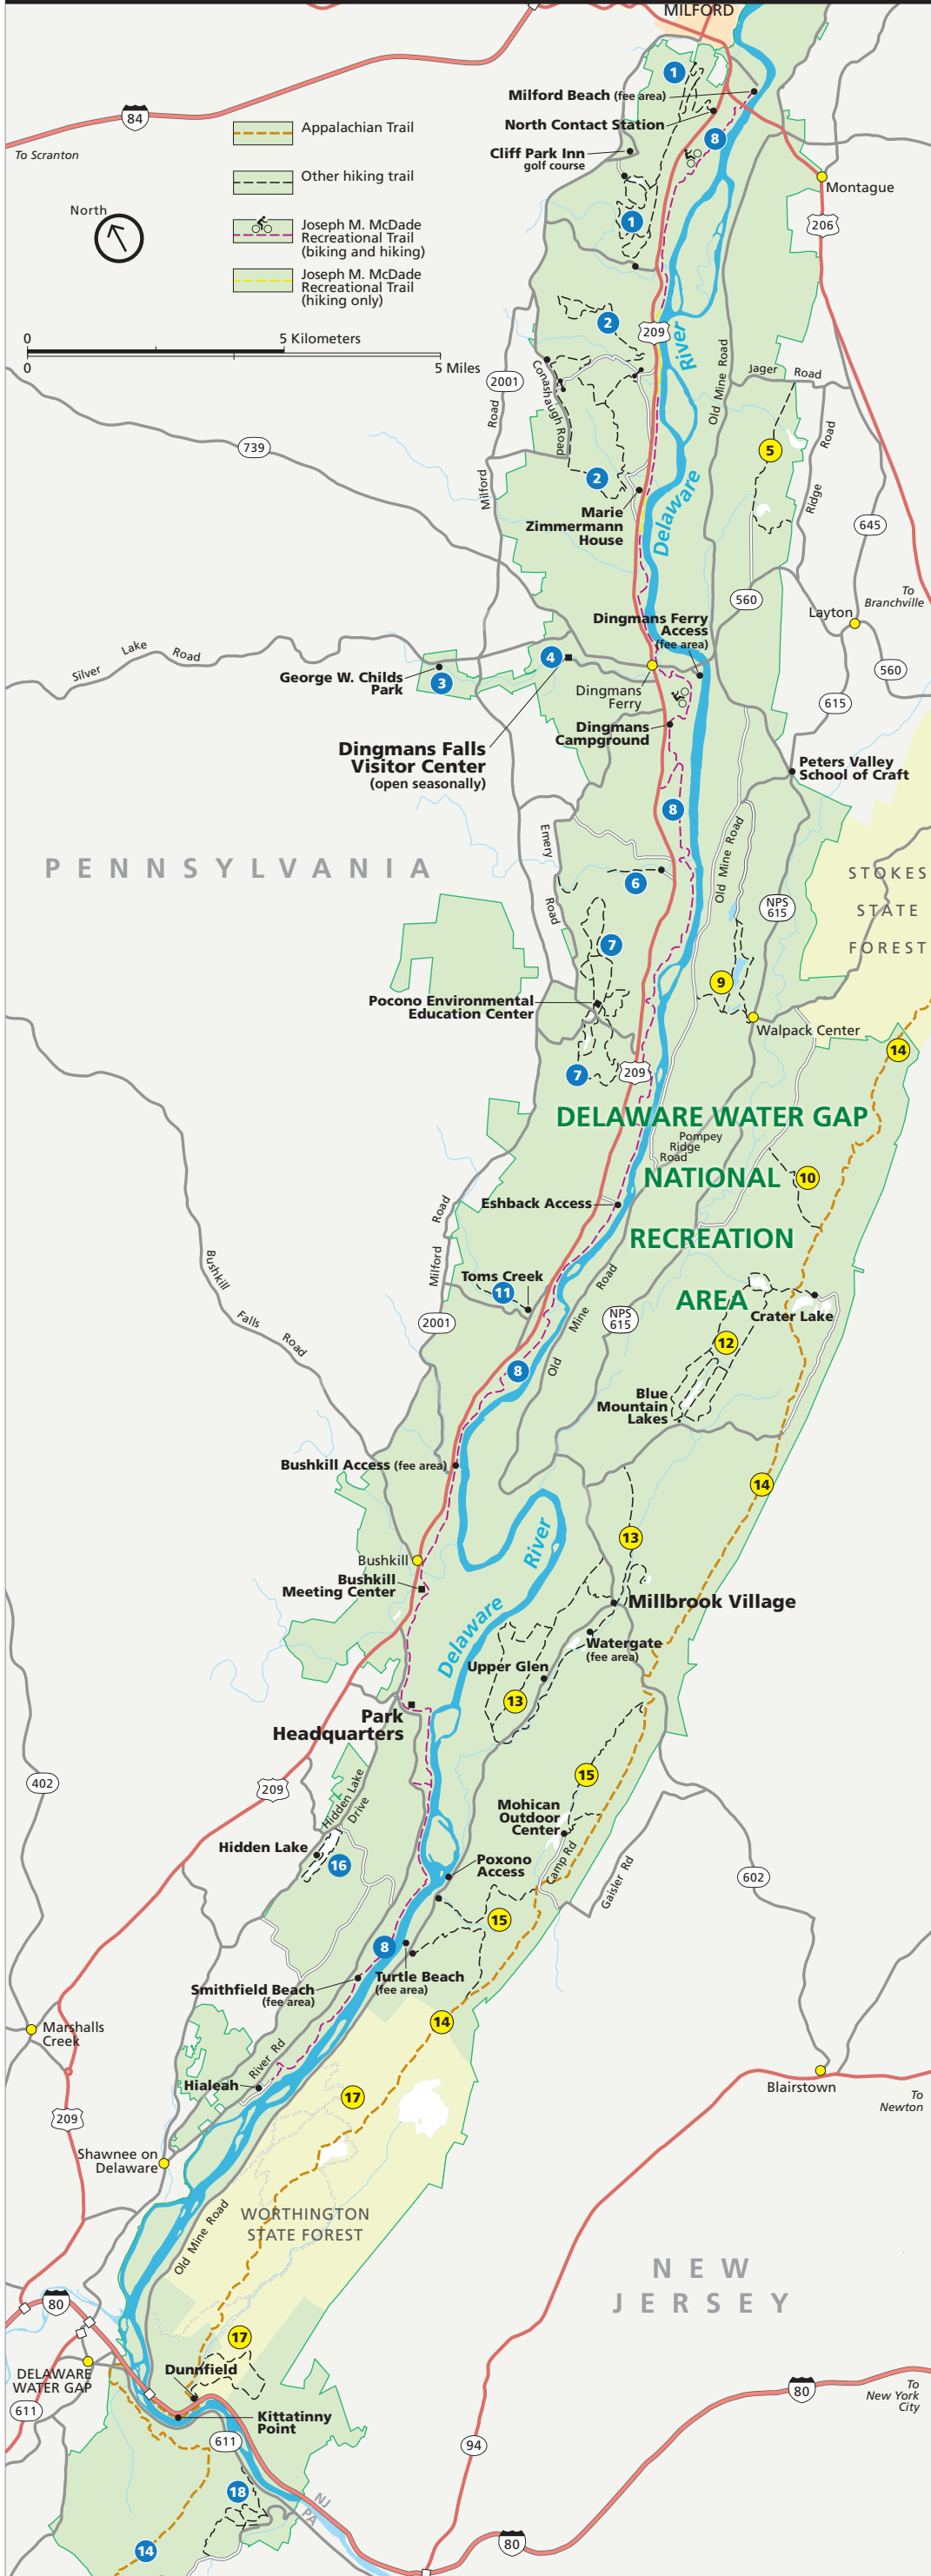 MILFORD
1
Milford Beach (fee area)
84
North Contact Station
Appalachian Trail
8
To Scranton
Cliff Park Inn
golf course
Other hiking trail
Montague
North
1
206
Joseph M. McDade
Recreational Trail
(biking and hiking)
Joseph M. McDade
Recreational Trail
(hiking only)
2
209
River
0
5 Kilometers
0
5 Miles
2001
Conashaugh Road
Old Mine Road
Jager Road
Milford Road
739
5
Ridge Road
2
Marie
Zimmermann
House
Delaware
645
560
To
Branchville
Layton
Dingmans Ferry
Access
(fee area)
Silver Lake Road
4
George W. Childs
Park
3
560
Dingmans
Ferry
615
Dingmans
Campground
Dingmans Falls
Visitor Center
(open seasonally)
Peters Valley
School of Craft
8
Emery Road
Old Mine Road
PENNSYLVANIA
STOKES
STATE
FOREST
6
NPS
615
7
9
Pocono Environmental
Education Center
Walpack Center
14
7
209
DELAWARE WATER GAP
NATIONAL
RECREATION
AREA
Pompey
Ridge
Road
10
Eshback Access
Milford Road
Bushkill Falls Road
Toms Creek
11
Old Mine Road
NPS
615
Crater Lake
2001
12
8
Blue
Mountain
Lakes
Bushkill Access (fee area)
14
River
13
Bushkill
Bushkill
Meeting Center
Millbrook Village
Delaware
Watergate
(fee area)
Upper Glen
13
Park
Headquarters
402
209
15
Hidden Lake
Drive
Mohican
Outdoor
Center
Hidden Lake
16
Poxono
Access
Camp Rd
Gaisler Rd
602
15
8
Smithfield Beach
(fee area)
Turtle Beach
(fee area)
14
Marshalls
Creek
River Rd
Hialeah
17
Blairstown
To
Newton
209
Shawnee on
Delaware
Old Mine Road
WORTHINGTON
STATE FOREST
NEW
JERSEY
80
17
DELAWARE
WATER GAP
Dunnfield
611
Kittatinny
Point
80
To
New York
City
611
94
18
NJ
PA
80
14